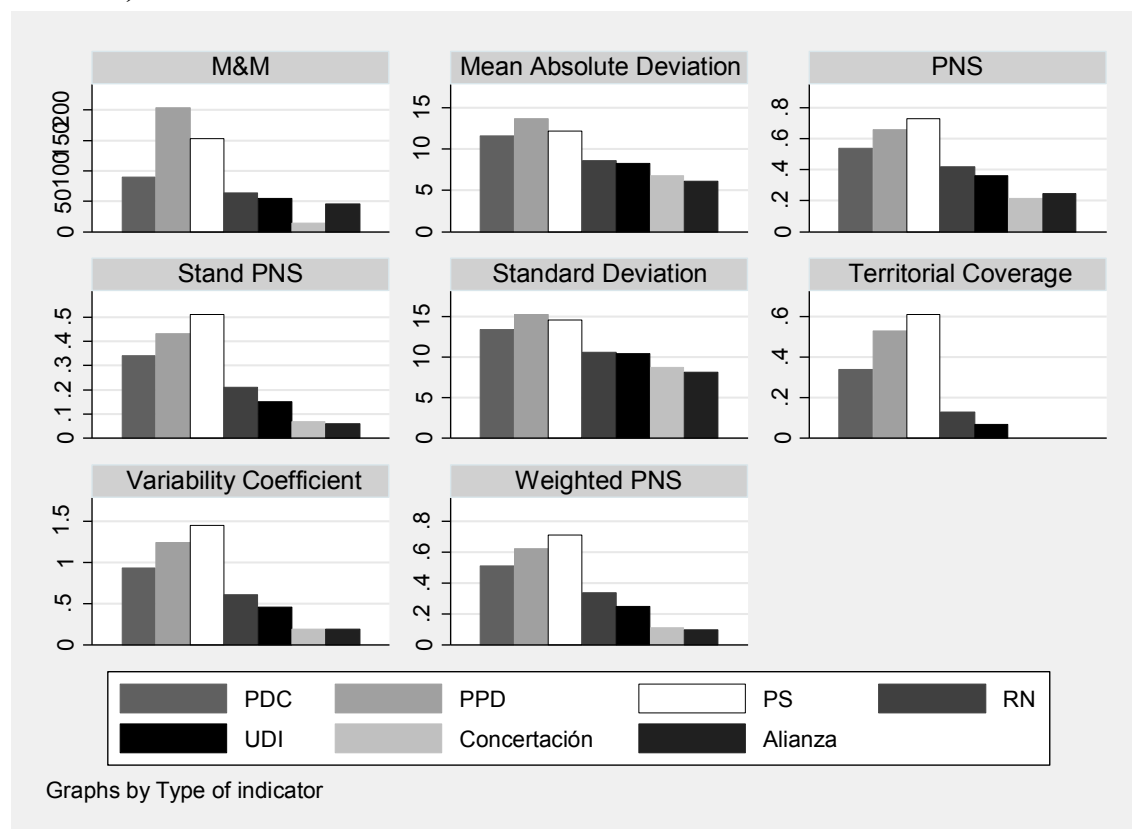 M&M
Mean Absolute Deviation
PNS
0 50 100 150 200
0 5 10 15
0 .2 .4 .6 .8
Stand PNS
Standard Deviation
Territorial Coverage
0 .1 .2 .3 .4 .5
0 5 10 15
0 .2 .4 .6
Variability Coefficient
Weighted PNS
0 .5 1 1.5
0 .2 .4 .6 .8
PDC PPD PS RN
UDI Concertación Alianza
Graphs by Type of indicator